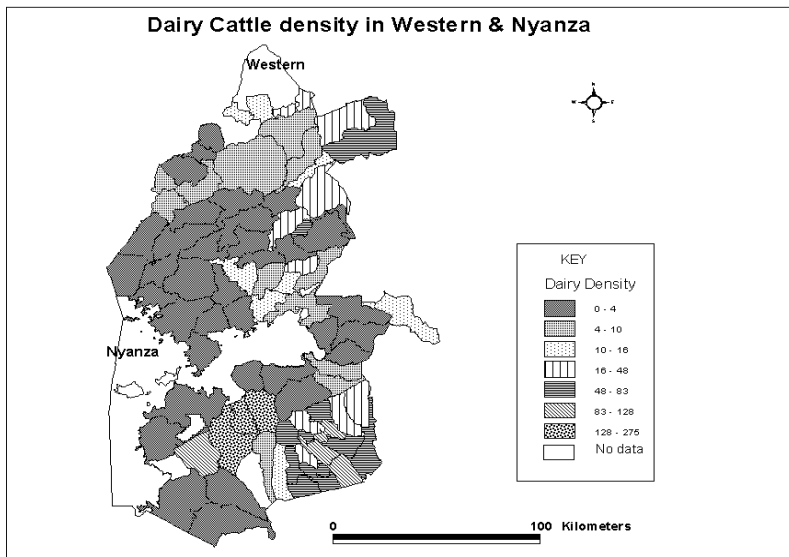 Dairy Cattle density in Western & Nyanza
Western
N
W E
S
KEY
Dairy Density
0 - 4
4 - 10
10 - 16
16 - 48
48 - 83
83 - 128
128 - 275
No data
Nyanza
0 100 Kilometers